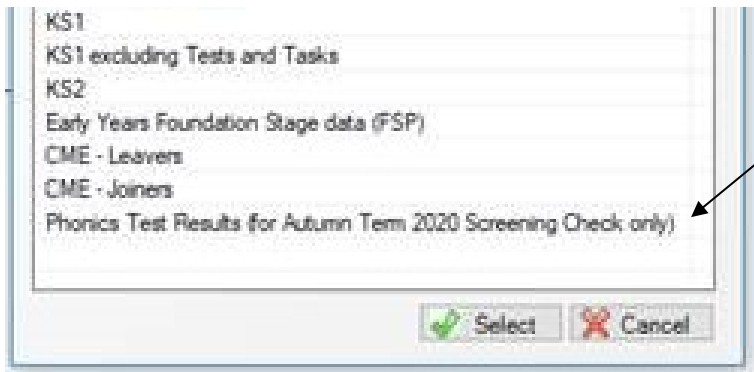 KS1
KS1 excluding Tests and Tasks
KS2
Early Years Foundation Stage data (FSP)
CME - Leavers
CME - Joiners
Phonics Test Results (for Autumn Term 2020 Screening Check only)
Select Cancel